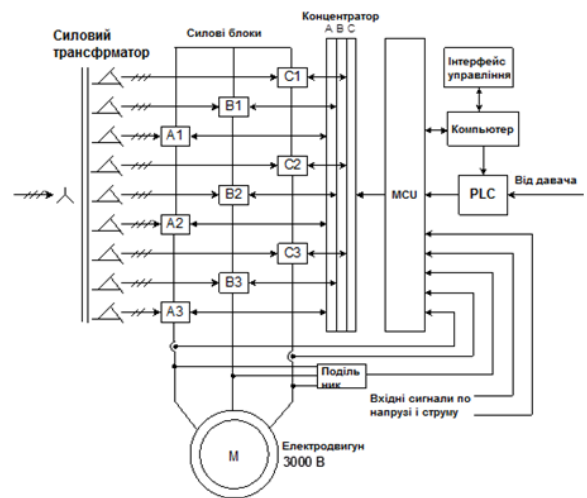 Силовий
трансфрматор
Силові блоки
Концентратор
A B C
C1
B1
A1
C2
B2
A2
C3
B3
A3
MCU
Інтерфейс
управління
Компьютер
PLC
Від давача
Поділь
ник
Вхідні сигнали по
напрузі і струму
M
Електродвигун
3000 В